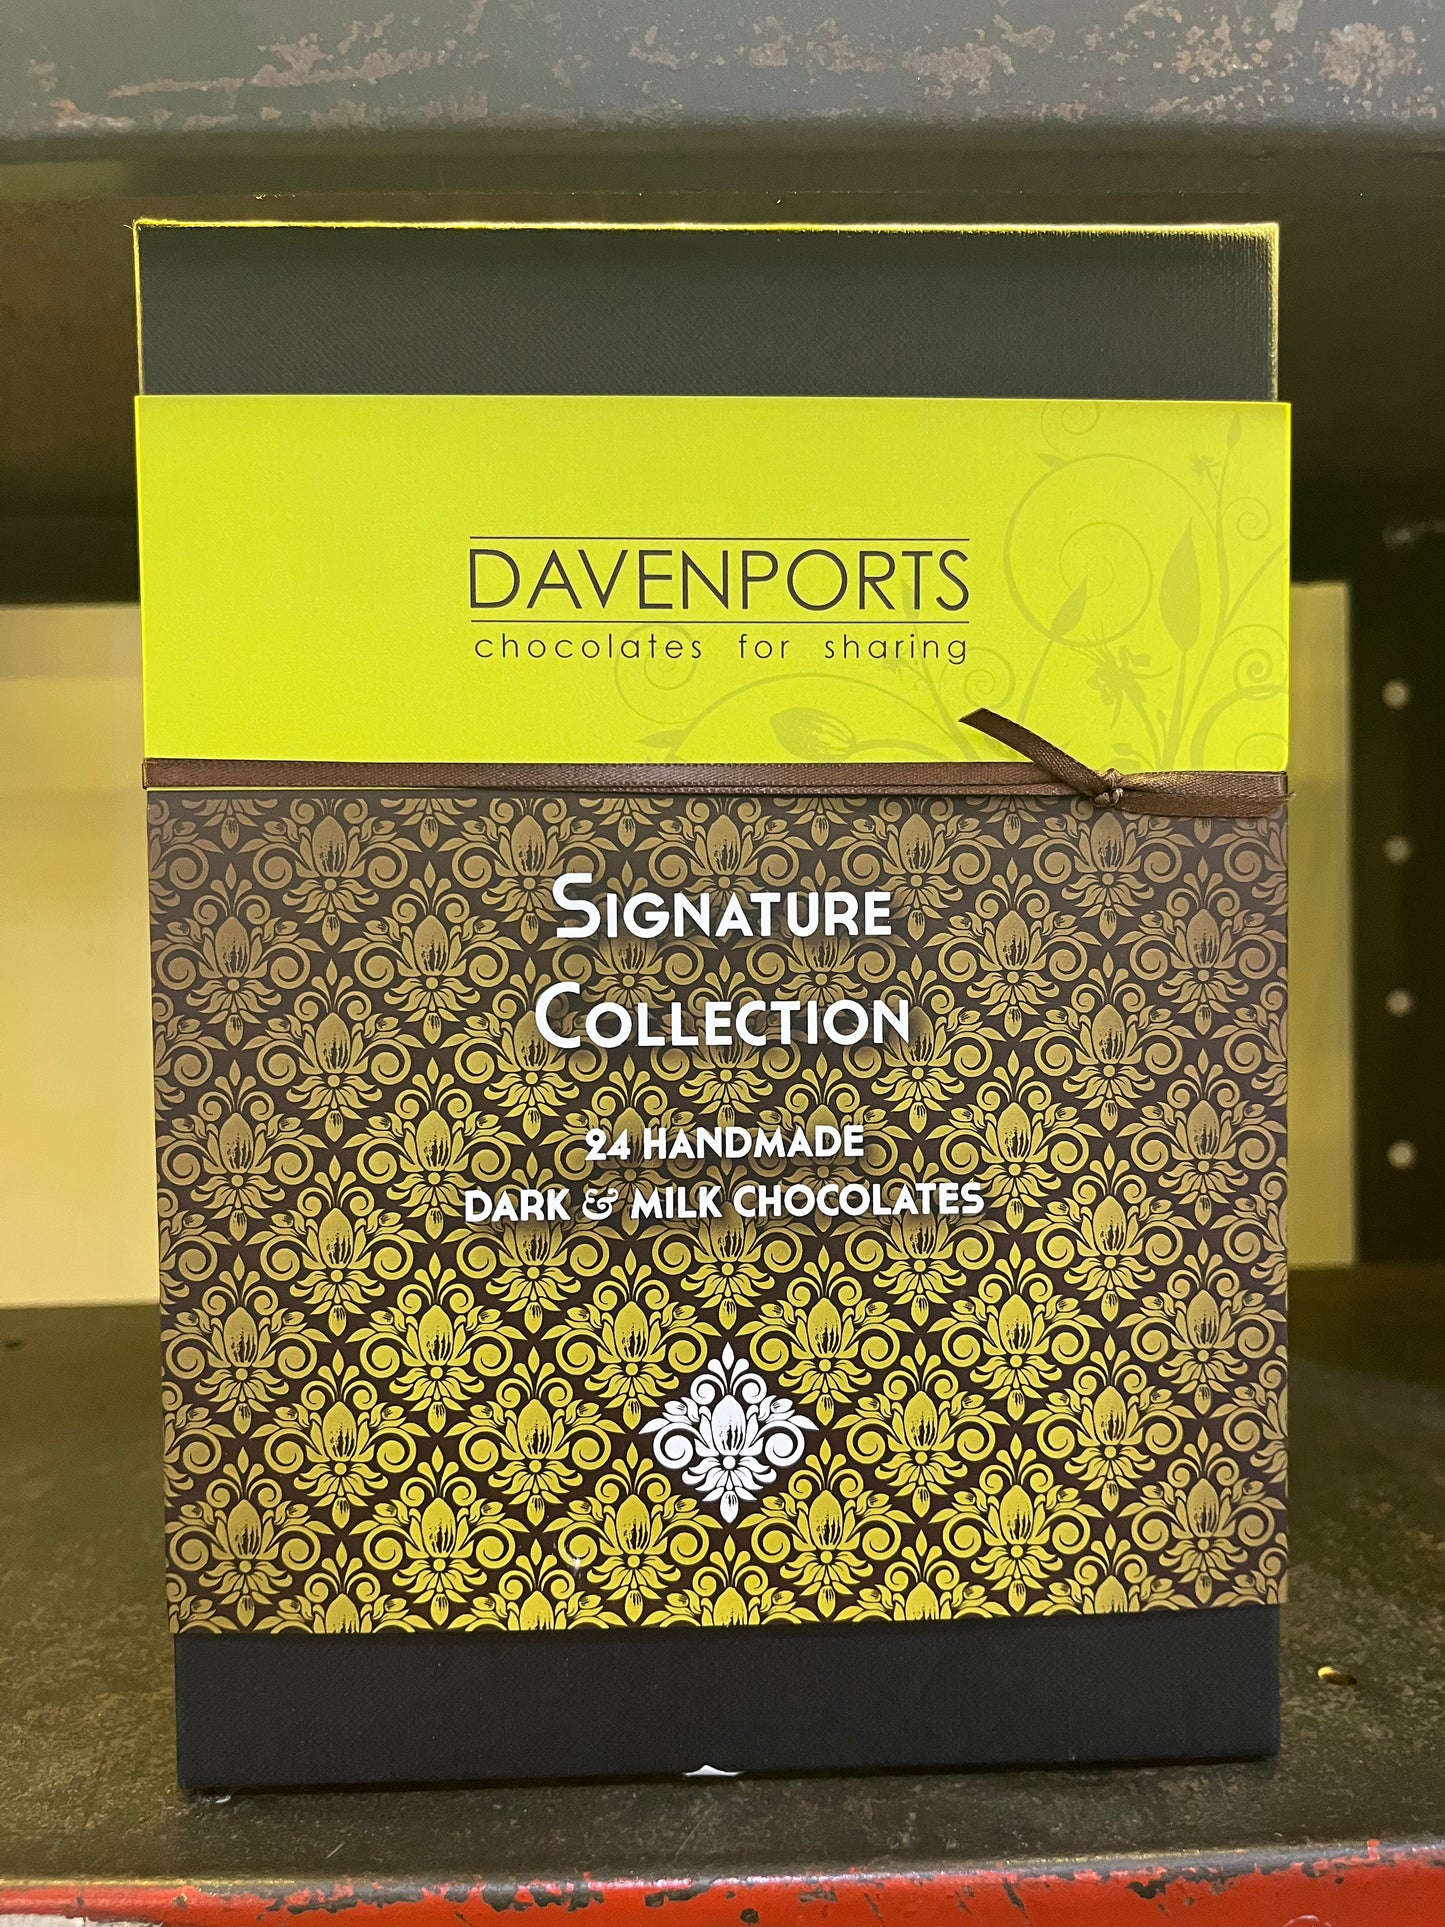 DAVENPORTS
chocolates for sharing
SIGNATURE
COLLECTION
24 HANDMADE
DARK & MILK CHOCOLATES